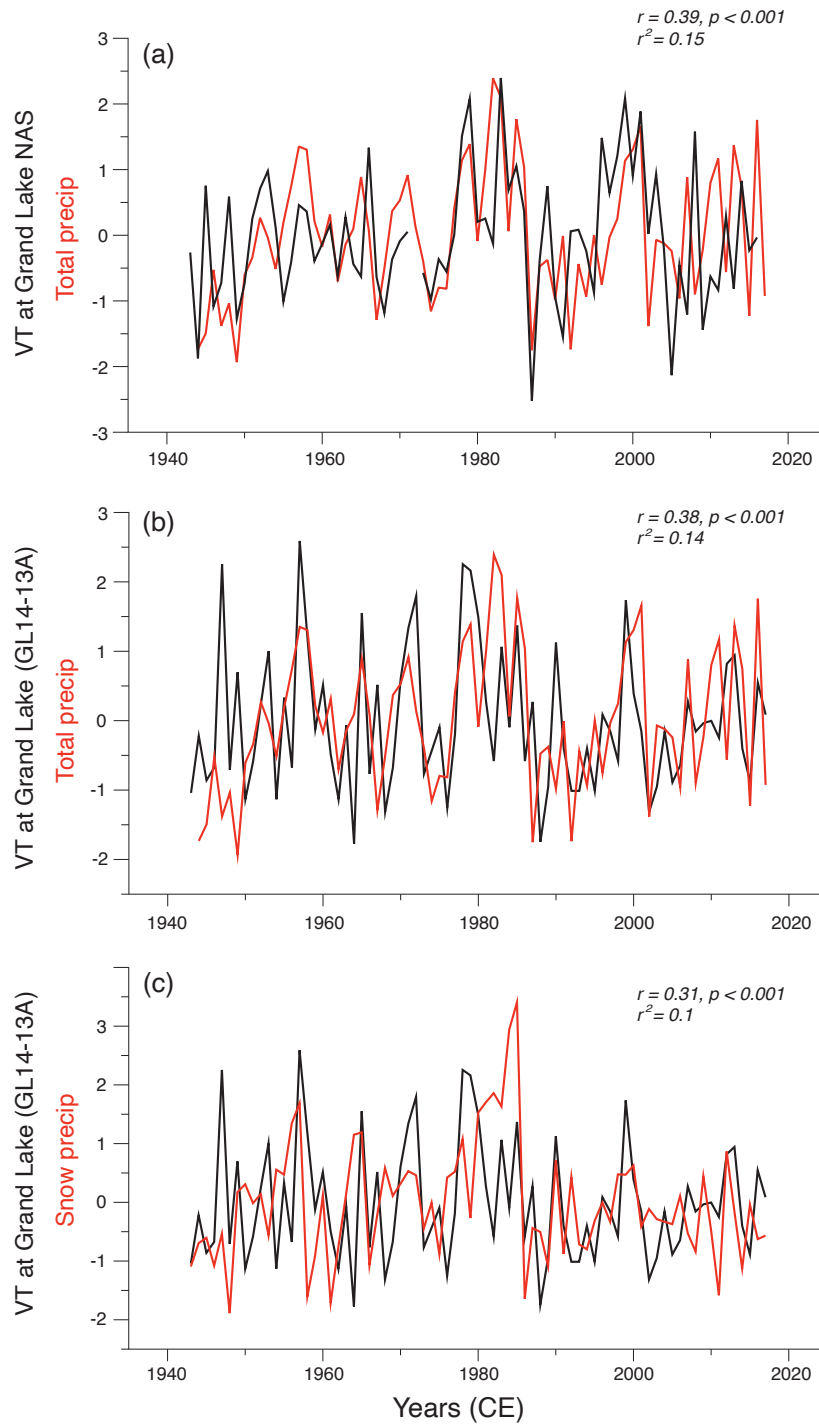 (a)
r = 0.39, p < 0.001
r² = 0.15
VT at Grand Lake NAS
Total precip
3
2
1
0
-1
-2
-3
1940 1960 1980 2000 2020
(b)
r = 0.38, p < 0.001
r² = 0.14
VT at Grand Lake (GL14-13A)
Total precip
3
2
1
0
-1
-2
1940 1960 1980 2000 2020
(c)
r = 0.31, p < 0.001
r² = 0.1
VT at Grand Lake (GL14-13A)
Snow precip
3
2
1
0
-1
-2
1940 1960 1980 2000 2020
Years (CE)